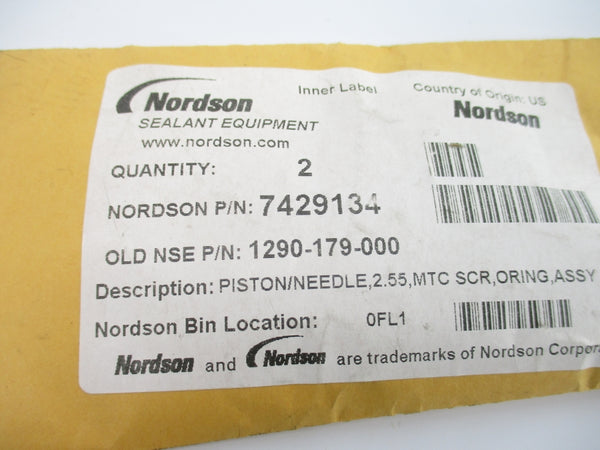 Nordson
Inner Label
Country of Origin: US
Nordson
SEALANT EQUIPMENT
www.nordson.com
QUANTITY: 2
NORDSON P/N: 7429134
OLD NSE P/N: 1290-179-000
Description: PISTON/NEEDLE,2.55,MTC SCR,ORING,ASSY
Nordson Bin Location: 0FL1
Nordson and Nordson are trademarks of Nordson